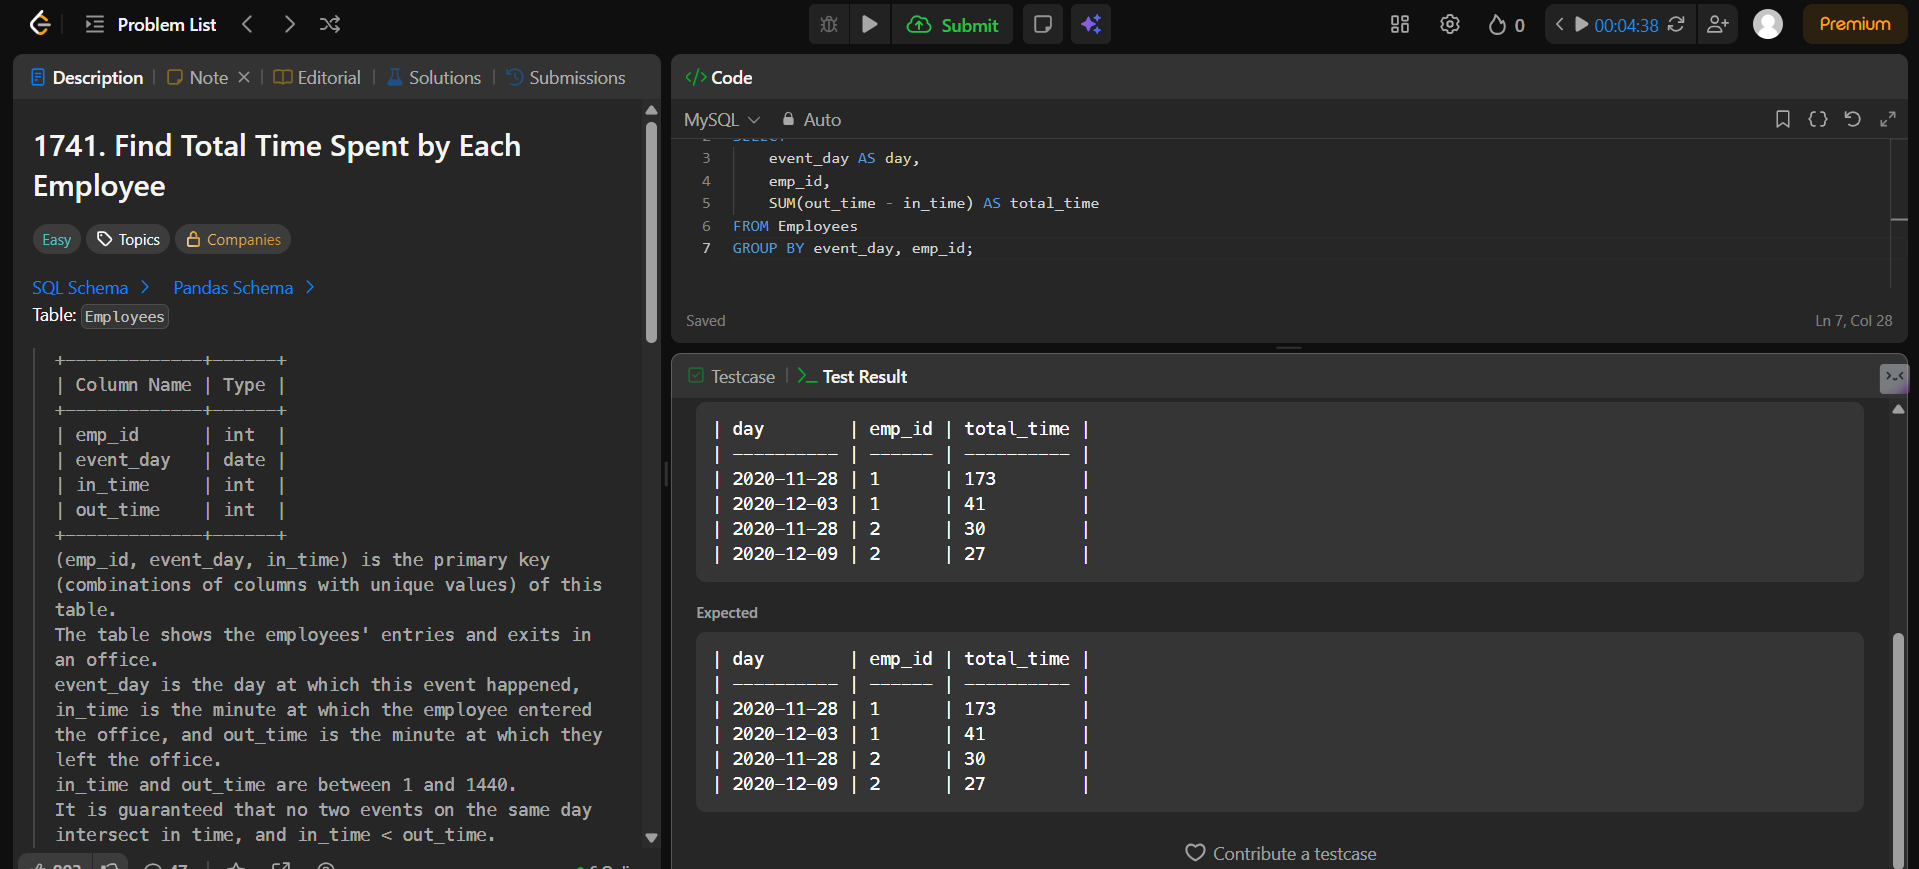 Problem List
Submit
0
00:04:38
Premium
Description
Note
Editorial
Solutions
Submissions
1741. Find Total Time Spent by Each
Employee
Easy
Topics
Companies
SQL Schema
Pandas Schema
Table: Employees
+-------------+------+
| Column Name | Type |
+-------------+------+
| emp_id      | int  |
| event_day   | date |
| in_time     | int  |
| out_time    | int  |
+-------------+------+
(emp_id, event_day, in_time) is the primary key
(combinations of columns with unique values) of this
table.
The table shows the employees' entries and exits in
an office.
event_day is the day at which this event happened,
in_time is the minute at which the employee entered
the office, and out_time is the minute at which they
left the office.
in_time and out_time are between 1 and 1440.
It is guaranteed that no two events on the same day
intersect in time, and in_time < out_time.
Code
MySQL
Auto
2 SELECT
3 event_day AS day,
4 emp_id,
5 SUM(out_time - in_time) AS total_time
6 FROM Employees
7 GROUP BY event_day, emp_id;
Saved
Ln 7, Col 28
Testcase
Test Result
| day        | emp_id | total_time |
| ---------- | ------ | ---------- |
| 2020-11-28 | 1      | 173        |
| 2020-12-03 | 1      | 41         |
| 2020-11-28 | 2      | 30         |
| 2020-12-09 | 2      | 27         |
Expected
| day        | emp_id | total_time |
| ---------- | ------ | ---------- |
| 2020-11-28 | 1      | 173        |
| 2020-12-03 | 1      | 41         |
| 2020-11-28 | 2      | 30         |
| 2020-12-09 | 2      | 27         |
Contribute a testcase